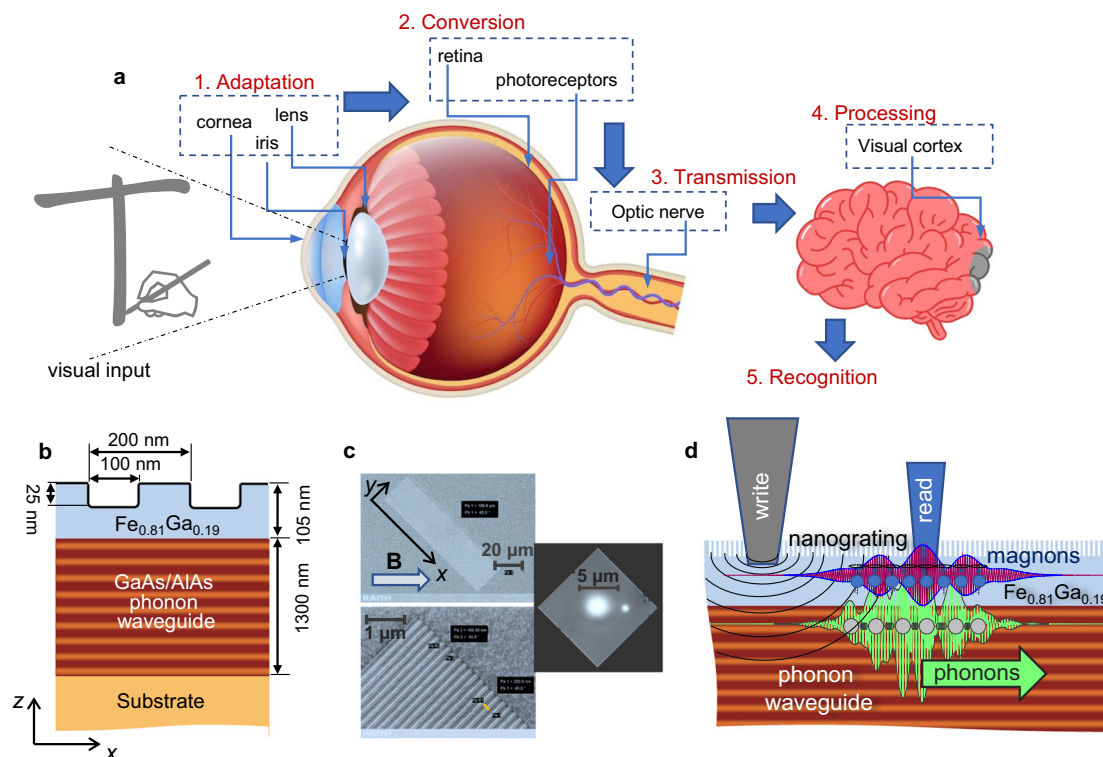 a
1. Adaptation
cornea
lens
iris
2. Conversion
retina
photoreceptors
3. Transmission
Optic nerve
4. Processing
Visual cortex
5. Recognition
visual input
b
200 nm
100 nm
25 nm
105 nm
Fe0.81Ga0.19
GaAs/AlAs
phonon
waveguide
1300 nm
Substrate
z
x
c
y
x
B
20 μm
RAITH
1 μm
5 μm
d
write
read
nanograting
magnons
Fe0.81Ga0.19
phonon
waveguide
phonons